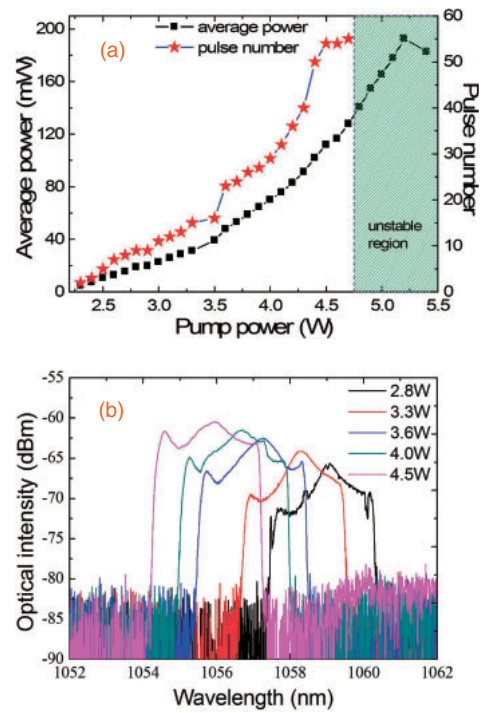 (a)
average power
pulse number
unstable
region
Average power (mW)
200
160
120
80
40
0
Pulse number
60
50
40
30
20
10
0
2.5 3.0 3.5 4.0 4.5 5.0 5.5
Pump power (W)
(b)
2.8W
3.3W
3.6W
4.0W
4.5W
Optical intensity (dBm)
-55
-60
-65
-70
-75
-80
-85
-90
1052 1054 1056 1058 1060 1062
Wavelength (nm)